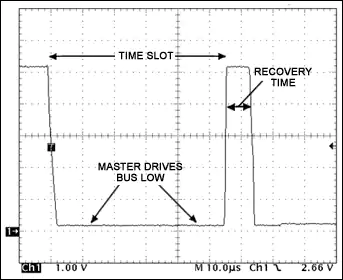 TIME SLOT
RECOVERY
TIME
T
MASTER DRIVES
BUS LOW
1
Ch1 1.00 V M 10.0µs Ch1 2.66 V